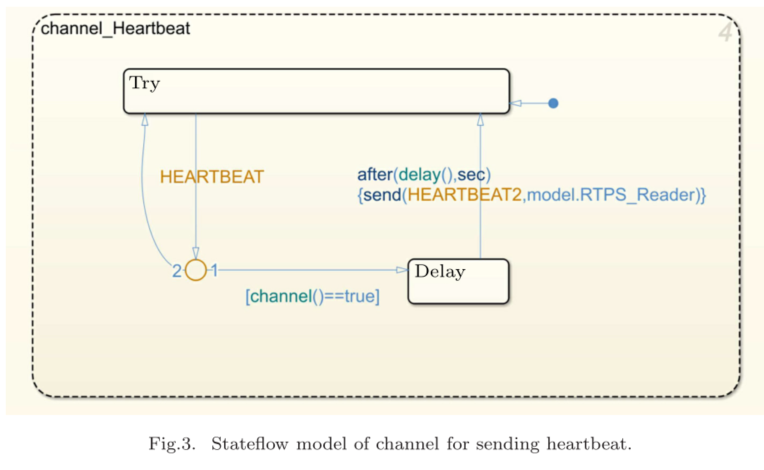 channel_Heartbeat
4
Try
HEARTBEAT
after(delay(),sec)
{send(HEARTBEAT2,model.RTPS_Reader)}
2
1
Delay
[channel()==true]
Fig.3. Stateflow model of channel for sending heartbeat.